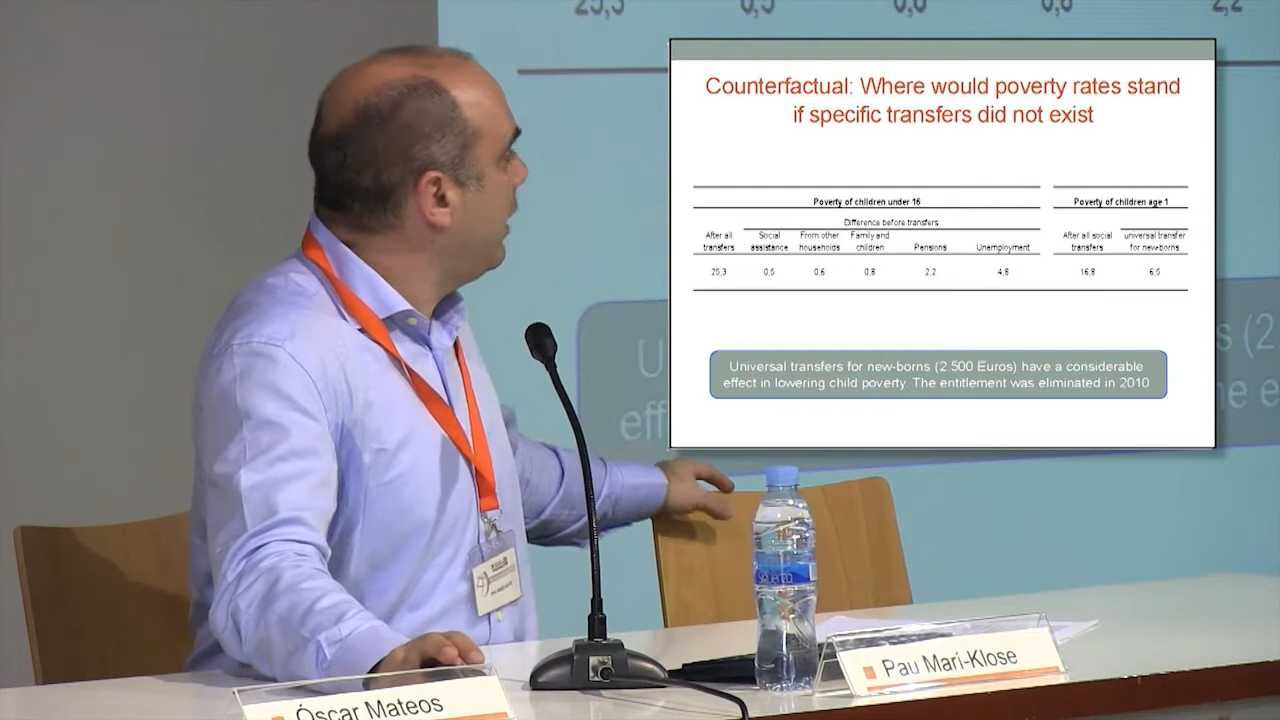 25,3 0,5 0,6 0,8 2,2
Counterfactual: Where would poverty rates stand
if specific transfers did not exist
Poverty of children under 16 Poverty of children age 1
Difference before transfers:
After all Social From other Family and After all social universal transfer
transfers assistance households children Pensions Unemployment transfers for new-borns
25,3 0,5 0,6 0,8 2,2 4,8 16,8 6,5
Universal transfers for new-borns (2.500 Euros) have a considerable
effect in lowering child poverty. The entitlement was eliminated in 2010
U s (2.
eff e e
Pau Marí-Klose
Óscar Mateos